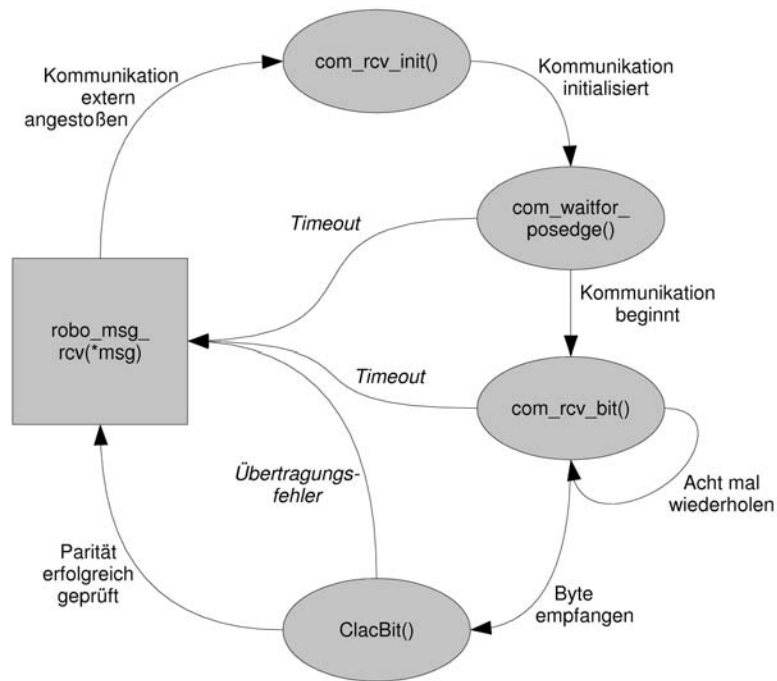 com_rcv_init()
Kommunikation
extern
angestoßen
Kommunikation
initialisiert
com_waitfor_
posedge()
Timeout
Kommunikation
beginnt
robo_msg_
rcv(*msg)
Timeout
com_rcv_bit()
Übertragungs-
fehler
Acht mal
wiederholen
Parität
erfolgreich
geprüft
Byte
empfangen
ClacBit()